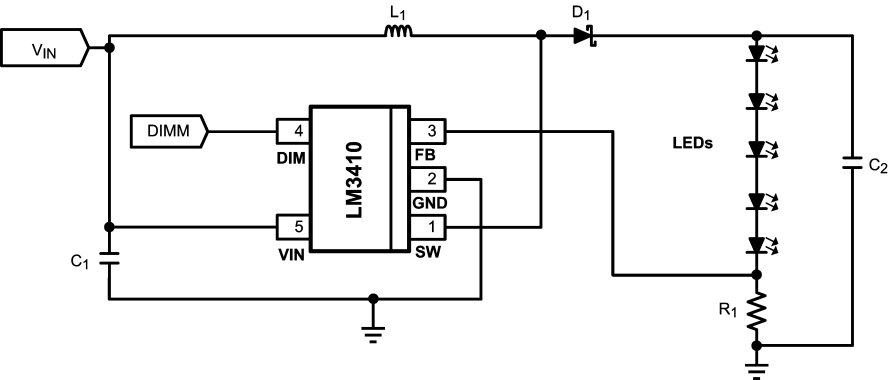 L1
D1
VIN
DIMM
4
3
DIM
FB
LEDs
LM3410
2
GND
C2
5
1
VIN
SW
C1
R1